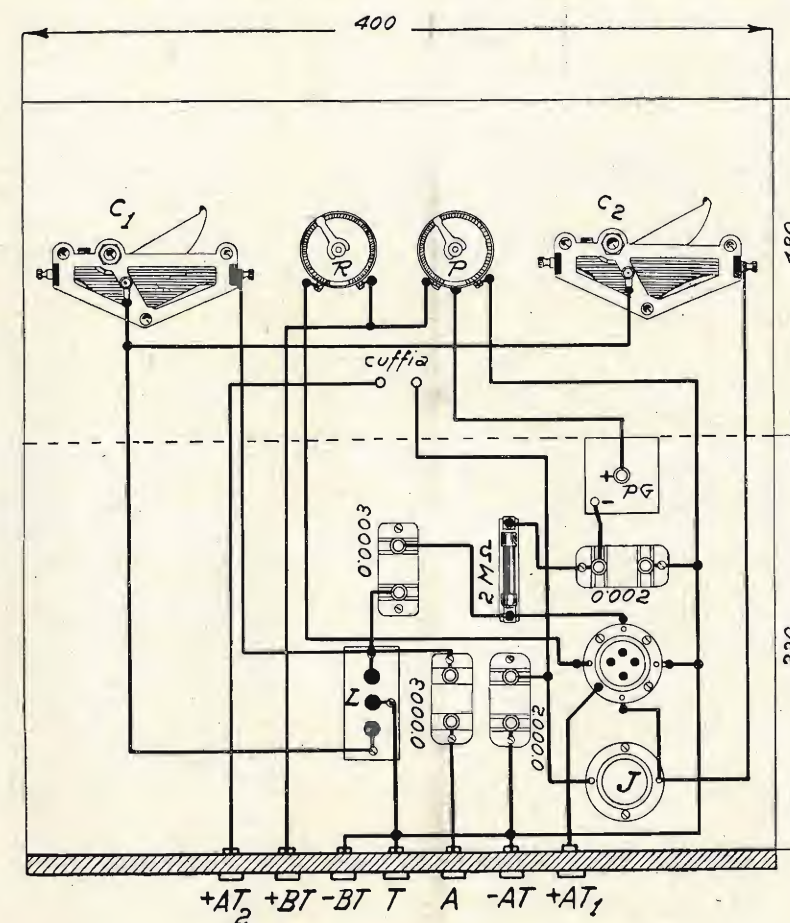 400
C1
C2
R
P
cuffia
+
PG
-
0'0003
2 MΩ
0'002
L
0'0003
0'0002
J
+AT2 +BT -BT T A -AT +AT1